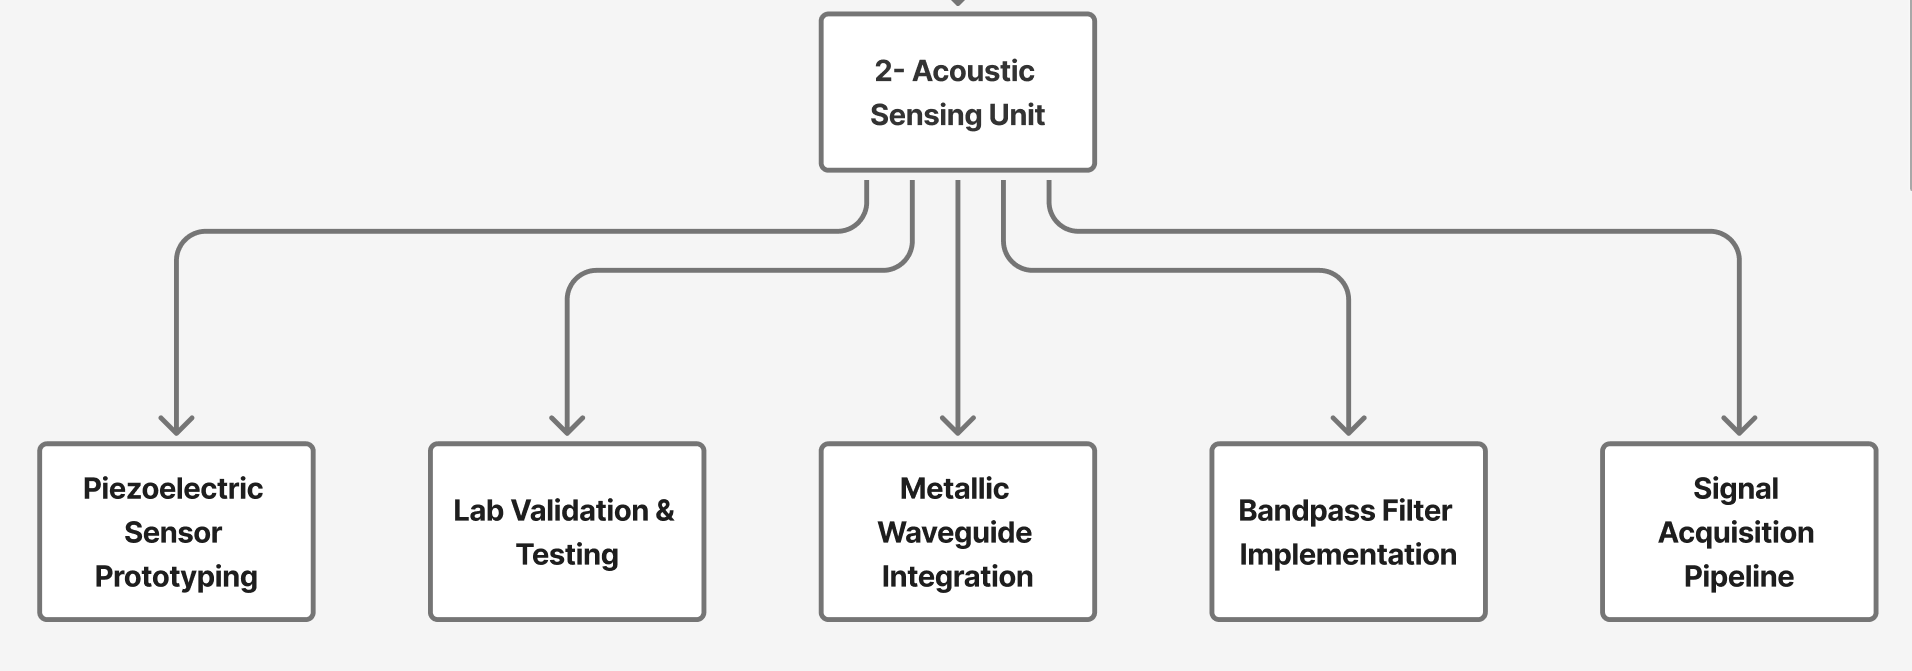 2- Acoustic
Sensing Unit
Piezoelectric
Sensor
Prototyping
Lab Validation &
Testing
Metallic
Waveguide
Integration
Bandpass Filter
Implementation
Signal
Acquisition
Pipeline